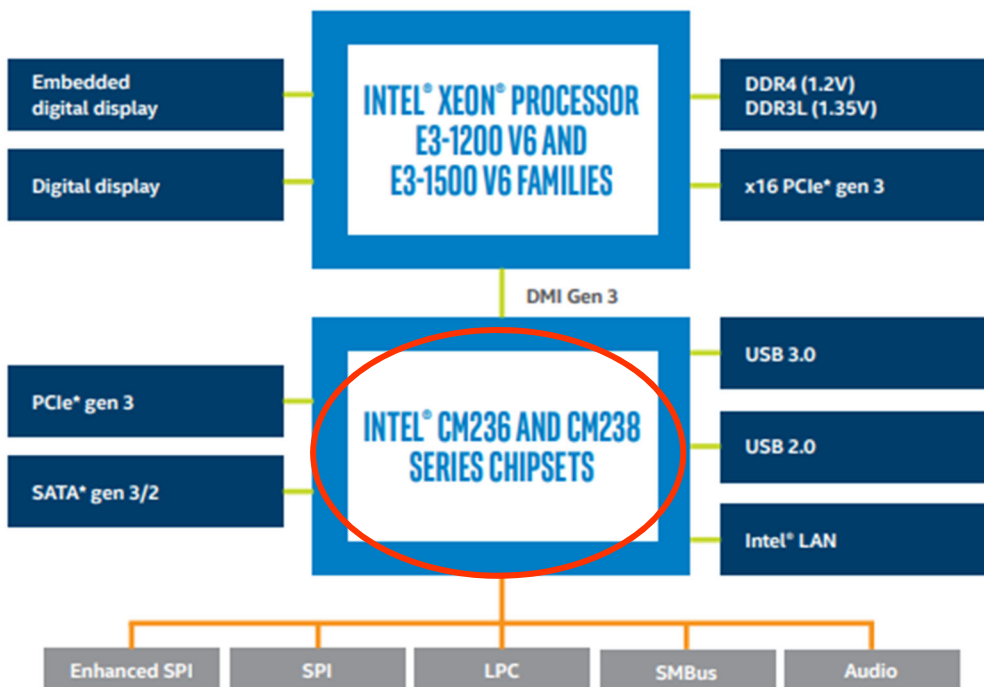 Embedded
digital display
Digital display
INTEL® XEON® PROCESSOR
E3-1200 V6 AND
E3-1500 V6 FAMILIES
DDR4 (1.2V)
DDR3L (1.35V)
x16 PCIe* gen 3
DMI Gen 3
PCIe* gen 3
SATA* gen 3/2
INTEL® CM236 AND CM238
SERIES CHIPSETS
USB 3.0
USB 2.0
Intel® LAN
Enhanced SPI
SPI
LPC
SMBus
Audio